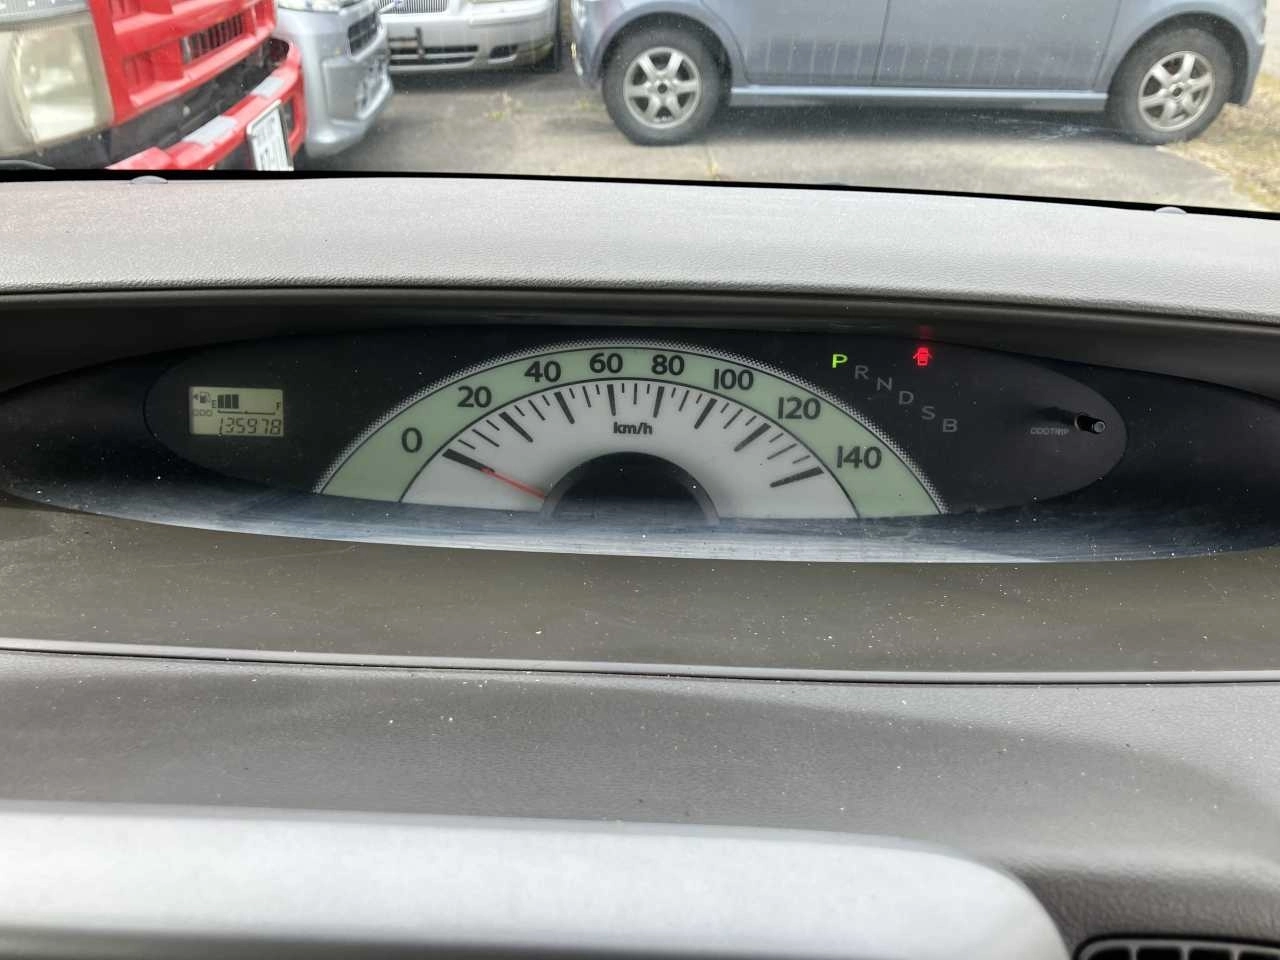 E F
ODO
135978
0 20 40 60 80 100 120 140
km/h
P R N D S B
ODO/TRIP